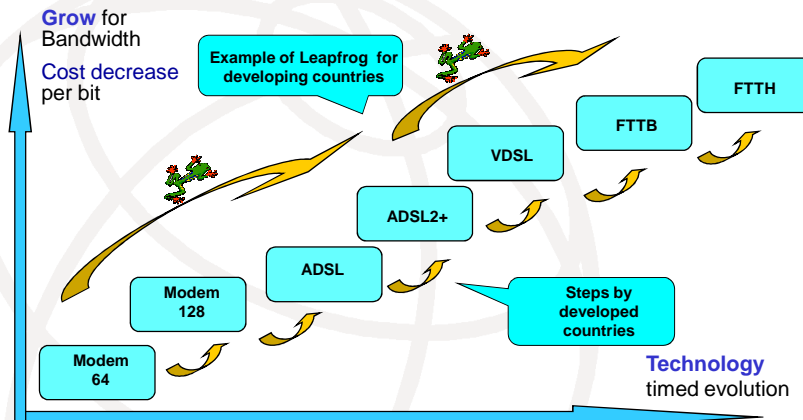 Grow for
Bandwidth
Cost decrease
per bit
Example of Leapfrog for
developing countries
FTTH
FTTB
VDSL
ADSL2+
ADSL
Modem
128
Modem
64
Steps by
developed
countries
Technology
timed evolution